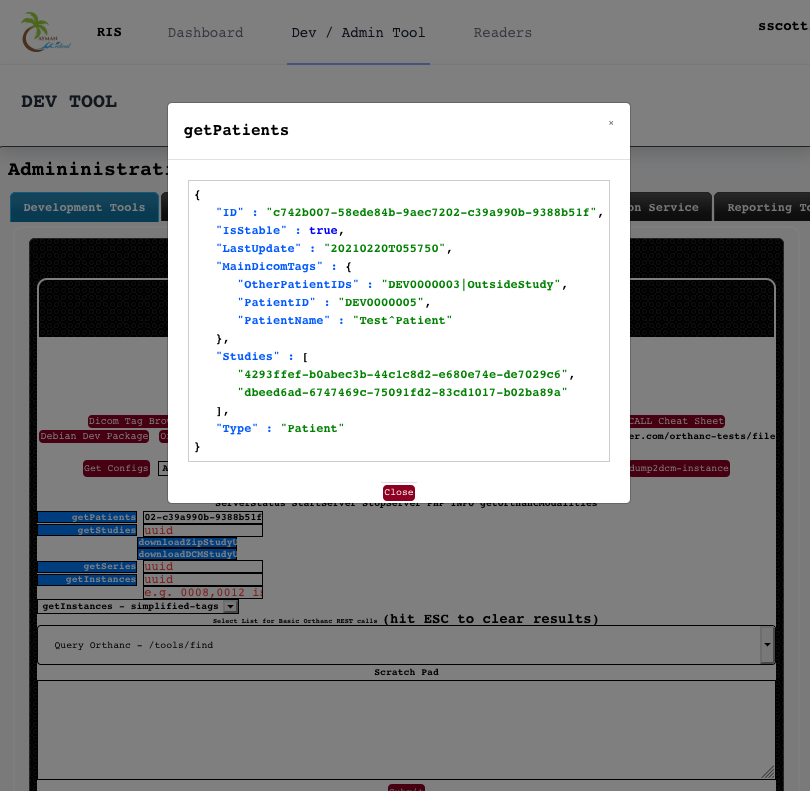 RIS
Dashboard
Dev / Admin Tool
Readers
sscott
DEV TOOL
getPatients
×
Admininistrati
Development Tools
on Service
Reporting To
{
"ID" : "c742b007-58ede84b-9aec7202-c39a990b-9388b51f",
"IsStable" : true,
"LastUpdate" : "20210220T055750",
"MainDicomTags" : {
"OtherPatientIDs" : "DEV0000003|OutsideStudy",
"PatientID" : "DEV0000005",
"PatientName" : "Test^Patient"
},
"Studies" : [
"4293ffef-b0abec3b-44c1c8d2-e680e74e-de7029c6",
"dbeed6ad-6747469c-75091fd2-83cd1017-b02ba89a"
],
"Type" : "Patient"
}
Dicom Tag Bro
CALL Cheat Sheet
Debian Dev Package
er.com/orthanc-tests/file
Get Configs
dump2dcm-instance
Close
ServerStatus StartServer StopServer PHP INFO getOrthancModalities
getPatients 02-c39a990b-9388b51f
getStudies uuid
downloadZipStudyU
downloadDCMStudyU
getSeries uuid
getInstances uuid
e.g. 0008,0012 is
getInstances - simplified-tags
Select List for Basic Orthanc REST calls (hit ESC to clear results)
Query Orthanc - /tools/find
Scratch Pad